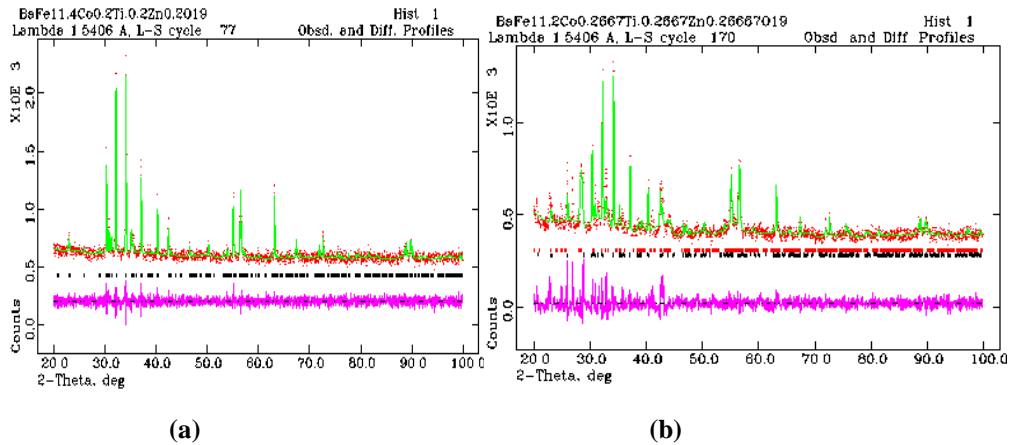 BaFe11.4Co0.2Ti.0.2Zn0.2O19 Hist 1
Lambda 1.5406 A, L-S cycle 77 Obsd. and Diff. Profiles
X10E 3
2.0
1.5
1.0
0.5
0.0
Counts
20.0 30.0 40.0 50.0 60.0 70.0 80.0 90.0 100.0
2-Theta, deg
(a)
BaFe11.2Co0.2667Ti.0.2667Zn0.26667O19 Hist 1
Lambda 1.5406 A, L-S cycle 170 Obsd. and Diff. Profiles
X10E 3
1.0
0.5
0.0
Counts
20.0 30.0 40.0 50.0 60.0 70.0 80.0 90.0 100.0
2-Theta, deg
(b)